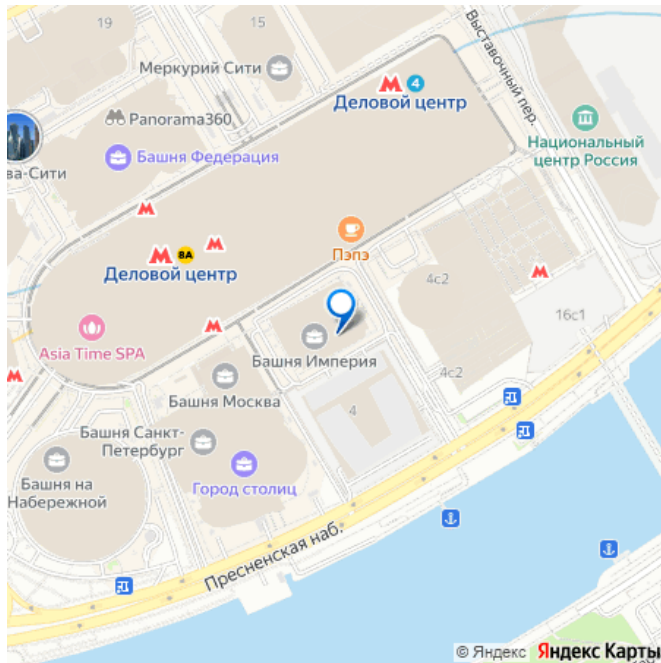 19
15
Меркурий Сити
4
Деловой центр
Выставочный пер.
Panorama360
Национальный
центр Россия
Башня Федерация
ва-Сити
8А
Деловой центр
Пэпэ
4с2
16с1
Asia Time SPA
Башня Империя
4с2
Башня Москва
4
Башня Санкт-
Петербург
Башня на
Набережной
Город столиц
Пресненская наб.
© Яндекс Яндекс Карты